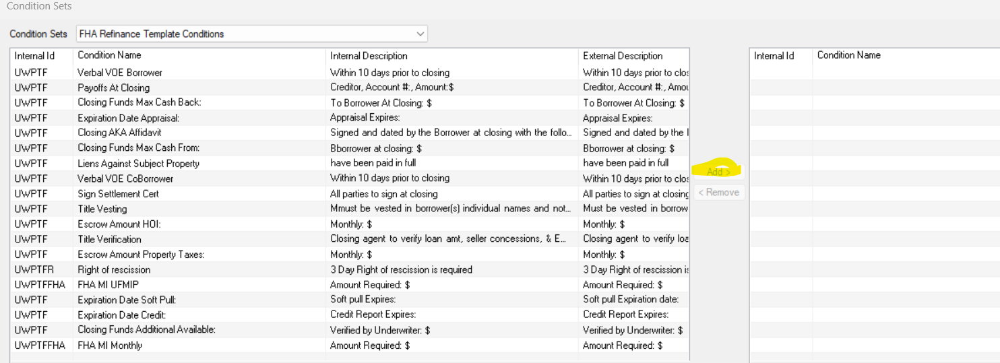 Condition Sets
Condition Sets FHA Refinance Template Conditions
Internal Id Condition Name Internal Description External Description Internal Id Condition Name
UWPTF Verbal VOE Borrower Within 10 days prior to closing Within 10 days prior to clos
UWPTF Payoffs At Closing Creditor, Account #:, Amount:$ Creditor, Account #:, Amou
UWPTF Closing Funds Max Cash Back: To Borrower At Closing: $ To Borrower At Closing: $
UWPTF Expiration Date Appraisal: Appraisal Expires: Appraisal Expires:
UWPTF Closing AKA Affidavit Signed and dated by the Borrower at closing with the follo... Signed and dated by the
UWPTF Closing Funds Max Cash From: Bborrower at closing: $ Bborrower at closing: $
UWPTF Liens Against Subject Property have been paid in full have been paid in full
Add >
UWPTF Verbal VOE CoBorrower Within 10 days prior to closing Within 10 days prior to clos
UWPTF Sign Settlement Cert All parties to sign at closing All parties to sign at closing
< Remove
UWPTF Title Vesting Mmust be vested in borrower(s) individual names and not... Must be vested in borrow
UWPTF Escrow Amount HOI: Monthly: $ Monthly: $
UWPTF Title Verification Closing agent to verify loan amt, seller concessions, & E... Closing agent to verify loa
UWPTF Escrow Amount Property Taxes: Monthly: $ Monthly: $
UWPTFR Right of rescission 3 Day Right of rescission is required 3 Day Right of rescission is
UWPTFFHA FHA MI UFMIP Amount Required: $ Amount Required: $
UWPTF Expiration Date Soft Pull: Soft pull Expires: Soft pull Expiration date:
UWPTF Expiration Date Credit: Credit Report Expires: Credit Report Expires:
UWPTF Closing Funds Additional Available: Verified by Underwriter: $ Verified by Underwriter: $
UWPTFFHA FHA MI Monthly Amount Required: $ Amount Required: $